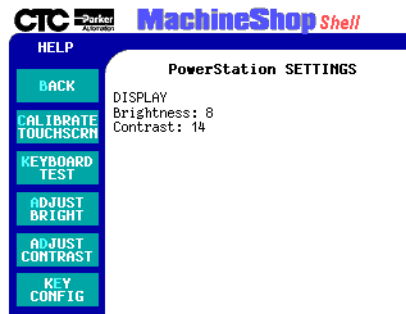 CTC Parker Automation MachineShop Shell
HELP
PowerStation SETTINGS
BACK
DISPLAY
Brightness: 8
Contrast: 14
CALIBRATE
TOUCHSCRN
KEYBOARD
TEST
ADJUST
BRIGHT
ADJUST
CONTRAST
KEY
CONFIG